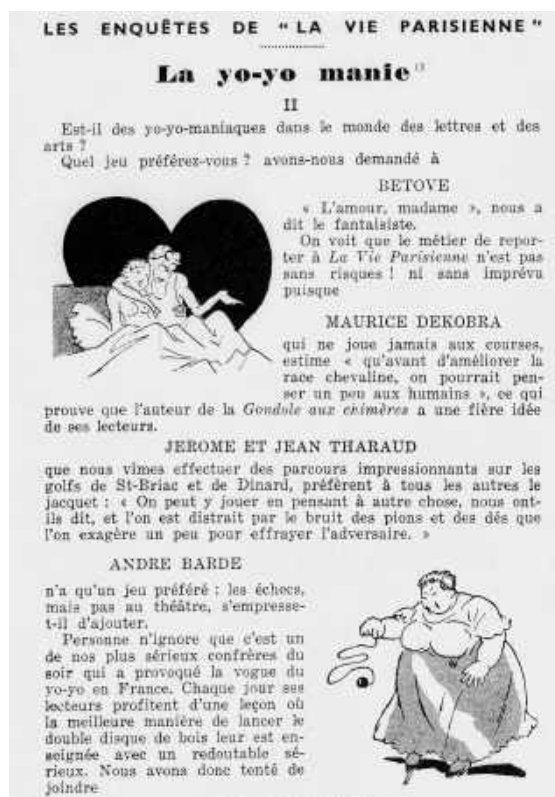 LES ENQUÊTES DE "LA VIE PARISIENNE"
La yo-yo manie
II
Est-il des yo-yo-maniaques dans le monde des lettres et des
arts ?
Quel jeu préférez-vous ? avons-nous demandé à
BETOVE
« L'amour, madame », nous a
dit le fantaisiste.
On voit que le métier de repor-
ter à La Vie Parisienne n'est pas
sans risques ! ni sans imprévu
puisque
MAURICE DEKOBRA
qui ne joue jamais aux courses,
estime « qu'avant d'améliorer la
race chevaline, on pourrait pen-
ser un peu aux humains », ce qui
prouve que l'auteur de la Gondole aux chimères a une fière idée
de ses lecteurs.
JEROME ET JEAN THARAUD
que nous vîmes effectuer des parcours impressionnants sur les
golfs de St-Briac et de Dinard, préfèrent à tous les autres le
jacquet : « On peut y jouer en pensant à autre chose, nous ont-
ils dit, et l'on est distrait par le bruit des pions et des dés que
l'on exagère un peu pour effrayer l'adversaire. »
ANDRE BARDE
n'a qu'un jeu préféré : les échecs,
mais pas au théâtre, s'empresse-
t-il d'ajouter.
Personne n'ignore que c'est un
de nos plus sérieux confrères du
soir qui a provoqué la vogue du
yo-yo en France. Chaque jour ses
lecteurs profitent d'une leçon où
la meilleure manière de lancer le
double disque de bois leur est en-
seignée avec un redoutable sé-
rieux. Nous avons donc tenté de
joindre